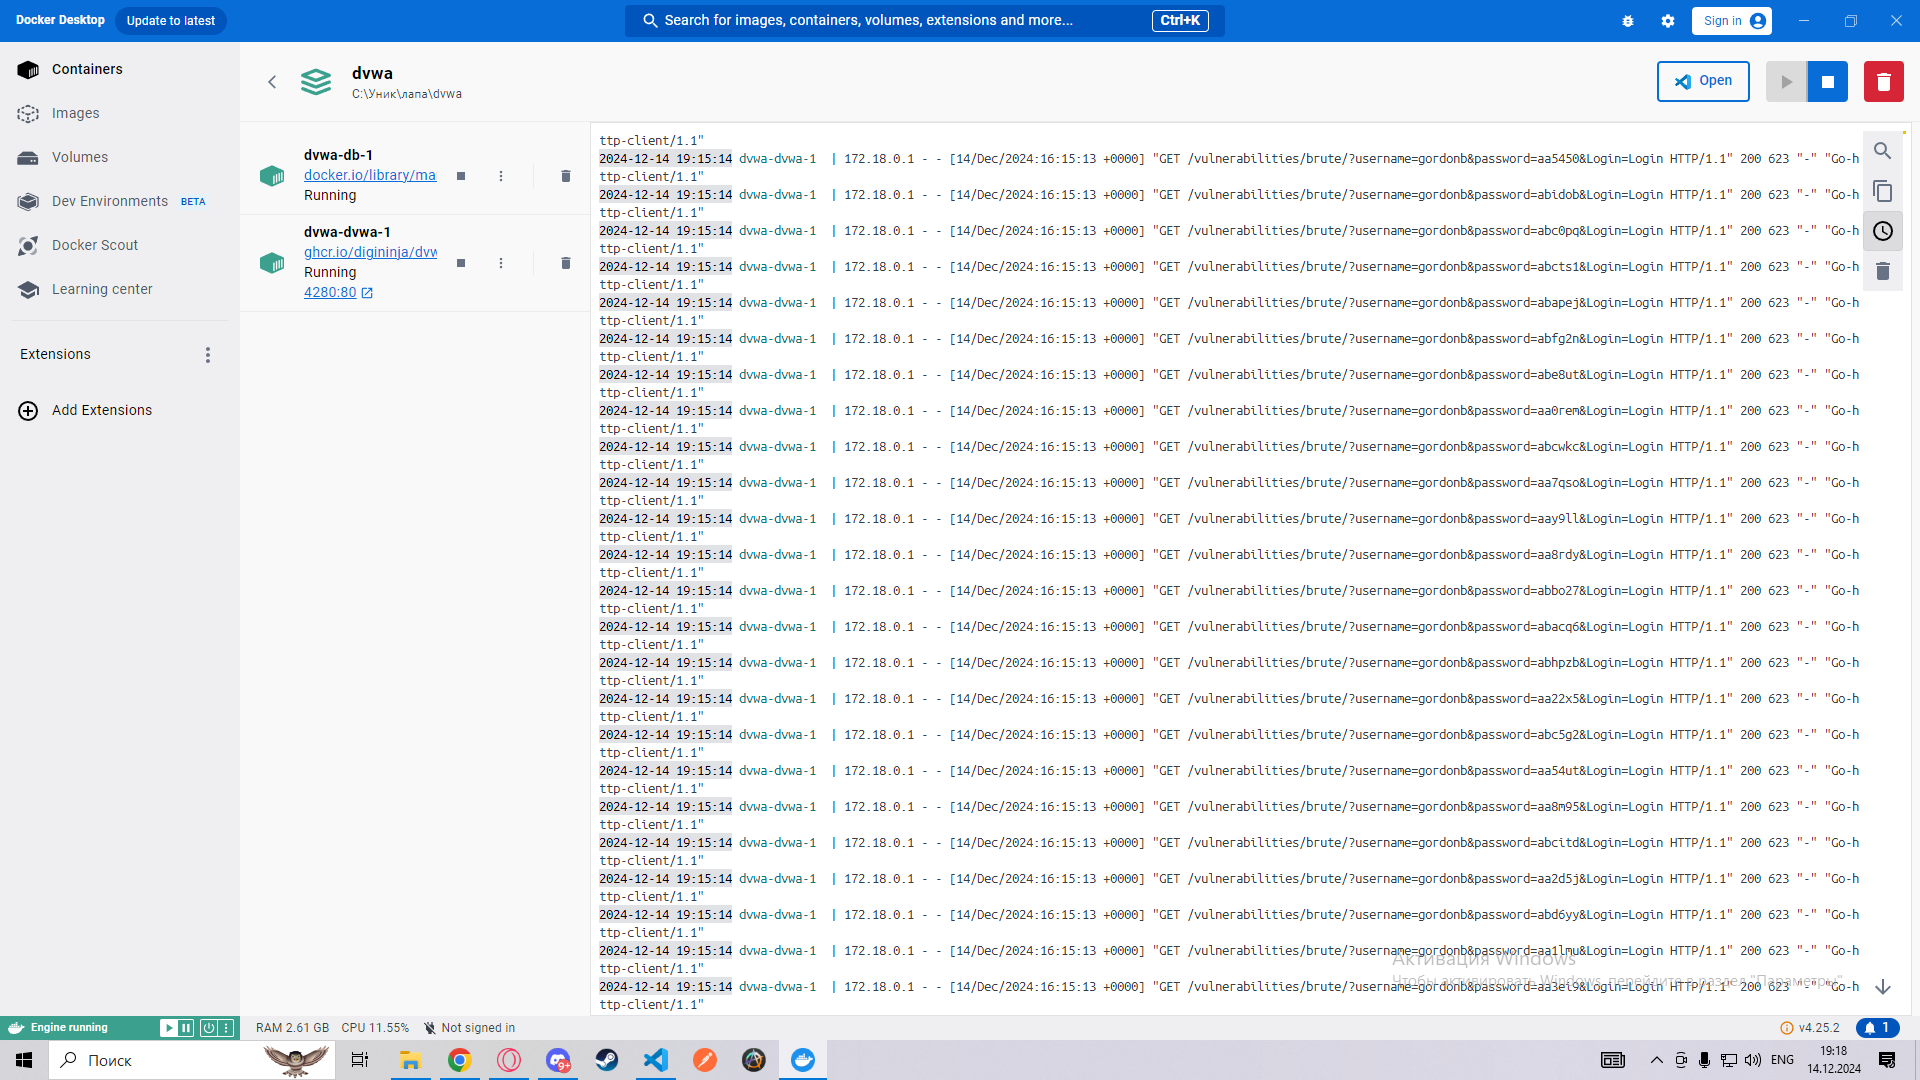 Docker Desktop
Update to latest
Search for images, containers, volumes, extensions and more...
Ctrl+K
Sign in
Containers
Images
Volumes
Dev Environments BETA
Docker Scout
Learning center
Extensions
Add Extensions
dvwa
C:\Уник\лапа\dvwa
Open
dvwa-db-1
docker.io/library/ma
Running
dvwa-dvwa-1
ghcr.io/digininja/dvw
Running
4280:80
ttp-client/1.1"
2024-12-14 19:15:14 dvwa-dvwa-1 | 172.18.0.1 - - [14/Dec/2024:16:15:13 +0000] "GET /vulnerabilities/brute/?username=gordonb&password=aa5450&Login=Login HTTP/1.1" 200 623 "-" "Go-h
ttp-client/1.1"
2024-12-14 19:15:14 dvwa-dvwa-1 | 172.18.0.1 - - [14/Dec/2024:16:15:13 +0000] "GET /vulnerabilities/brute/?username=gordonb&password=abidob&Login=Login HTTP/1.1" 200 623 "-" "Go-h
ttp-client/1.1"
2024-12-14 19:15:14 dvwa-dvwa-1 | 172.18.0.1 - - [14/Dec/2024:16:15:13 +0000] "GET /vulnerabilities/brute/?username=gordonb&password=abc0pq&Login=Login HTTP/1.1" 200 623 "-" "Go-h
ttp-client/1.1"
2024-12-14 19:15:14 dvwa-dvwa-1 | 172.18.0.1 - - [14/Dec/2024:16:15:13 +0000] "GET /vulnerabilities/brute/?username=gordonb&password=abcts1&Login=Login HTTP/1.1" 200 623 "-" "Go-h
ttp-client/1.1"
2024-12-14 19:15:14 dvwa-dvwa-1 | 172.18.0.1 - - [14/Dec/2024:16:15:13 +0000] "GET /vulnerabilities/brute/?username=gordonb&password=abapej&Login=Login HTTP/1.1" 200 623 "-" "Go-h
ttp-client/1.1"
2024-12-14 19:15:14 dvwa-dvwa-1 | 172.18.0.1 - - [14/Dec/2024:16:15:13 +0000] "GET /vulnerabilities/brute/?username=gordonb&password=abfg2n&Login=Login HTTP/1.1" 200 623 "-" "Go-h
ttp-client/1.1"
2024-12-14 19:15:14 dvwa-dvwa-1 | 172.18.0.1 - - [14/Dec/2024:16:15:13 +0000] "GET /vulnerabilities/brute/?username=gordonb&password=abe8ut&Login=Login HTTP/1.1" 200 623 "-" "Go-h
ttp-client/1.1"
2024-12-14 19:15:14 dvwa-dvwa-1 | 172.18.0.1 - - [14/Dec/2024:16:15:13 +0000] "GET /vulnerabilities/brute/?username=gordonb&password=aa0rem&Login=Login HTTP/1.1" 200 623 "-" "Go-h
ttp-client/1.1"
2024-12-14 19:15:14 dvwa-dvwa-1 | 172.18.0.1 - - [14/Dec/2024:16:15:13 +0000] "GET /vulnerabilities/brute/?username=gordonb&password=abcwkc&Login=Login HTTP/1.1" 200 623 "-" "Go-h
ttp-client/1.1"
2024-12-14 19:15:14 dvwa-dvwa-1 | 172.18.0.1 - - [14/Dec/2024:16:15:13 +0000] "GET /vulnerabilities/brute/?username=gordonb&password=aa7qso&Login=Login HTTP/1.1" 200 623 "-" "Go-h
ttp-client/1.1"
2024-12-14 19:15:14 dvwa-dvwa-1 | 172.18.0.1 - - [14/Dec/2024:16:15:13 +0000] "GET /vulnerabilities/brute/?username=gordonb&password=aay9ll&Login=Login HTTP/1.1" 200 623 "-" "Go-h
ttp-client/1.1"
2024-12-14 19:15:14 dvwa-dvwa-1 | 172.18.0.1 - - [14/Dec/2024:16:15:13 +0000] "GET /vulnerabilities/brute/?username=gordonb&password=aa8rdy&Login=Login HTTP/1.1" 200 623 "-" "Go-h
ttp-client/1.1"
2024-12-14 19:15:14 dvwa-dvwa-1 | 172.18.0.1 - - [14/Dec/2024:16:15:13 +0000] "GET /vulnerabilities/brute/?username=gordonb&password=abbo27&Login=Login HTTP/1.1" 200 623 "-" "Go-h
ttp-client/1.1"
2024-12-14 19:15:14 dvwa-dvwa-1 | 172.18.0.1 - - [14/Dec/2024:16:15:13 +0000] "GET /vulnerabilities/brute/?username=gordonb&password=abacq6&Login=Login HTTP/1.1" 200 623 "-" "Go-h
ttp-client/1.1"
2024-12-14 19:15:14 dvwa-dvwa-1 | 172.18.0.1 - - [14/Dec/2024:16:15:13 +0000] "GET /vulnerabilities/brute/?username=gordonb&password=abhpzb&Login=Login HTTP/1.1" 200 623 "-" "Go-h
ttp-client/1.1"
2024-12-14 19:15:14 dvwa-dvwa-1 | 172.18.0.1 - - [14/Dec/2024:16:15:13 +0000] "GET /vulnerabilities/brute/?username=gordonb&password=aa22x5&Login=Login HTTP/1.1" 200 623 "-" "Go-h
ttp-client/1.1"
2024-12-14 19:15:14 dvwa-dvwa-1 | 172.18.0.1 - - [14/Dec/2024:16:15:13 +0000] "GET /vulnerabilities/brute/?username=gordonb&password=abc5g2&Login=Login HTTP/1.1" 200 623 "-" "Go-h
ttp-client/1.1"
2024-12-14 19:15:14 dvwa-dvwa-1 | 172.18.0.1 - - [14/Dec/2024:16:15:13 +0000] "GET /vulnerabilities/brute/?username=gordonb&password=aa54ut&Login=Login HTTP/1.1" 200 623 "-" "Go-h
ttp-client/1.1"
2024-12-14 19:15:14 dvwa-dvwa-1 | 172.18.0.1 - - [14/Dec/2024:16:15:13 +0000] "GET /vulnerabilities/brute/?username=gordonb&password=aa8m95&Login=Login HTTP/1.1" 200 623 "-" "Go-h
ttp-client/1.1"
2024-12-14 19:15:14 dvwa-dvwa-1 | 172.18.0.1 - - [14/Dec/2024:16:15:13 +0000] "GET /vulnerabilities/brute/?username=gordonb&password=abcitd&Login=Login HTTP/1.1" 200 623 "-" "Go-h
ttp-client/1.1"
2024-12-14 19:15:14 dvwa-dvwa-1 | 172.18.0.1 - - [14/Dec/2024:16:15:13 +0000] "GET /vulnerabilities/brute/?username=gordonb&password=aa2d5j&Login=Login HTTP/1.1" 200 623 "-" "Go-h
ttp-client/1.1"
2024-12-14 19:15:14 dvwa-dvwa-1 | 172.18.0.1 - - [14/Dec/2024:16:15:13 +0000] "GET /vulnerabilities/brute/?username=gordonb&password=abd6yy&Login=Login HTTP/1.1" 200 623 "-" "Go-h
ttp-client/1.1"
2024-12-14 19:15:14 dvwa-dvwa-1 | 172.18.0.1 - - [14/Dec/2024:16:15:13 +0000] "GET /vulnerabilities/brute/?username=gordonb&password=aa1lmu&Login=Login HTTP/1.1" 200 623 "-" "Go-h
ttp-client/1.1"
2024-12-14 19:15:14 dvwa-dvwa-1 | 172.18.0.1 - - [14/Dec/2024:16:15:13 +0000] "GET /vulnerabilities/brute/?username=gordonb&password=aa3ei9&Login=Login HTTP/1.1" 200 623 "-" "Go-h
ttp-client/1.1"
Активация Windows
Чтобы активировать Windows, перейдите в раздел "Параметры".
Engine running
RAM 2.61 GB CPU 11.55% Not signed in
v4.25.2
1
Поиск
9+
ENG
19:18
14.12.2024